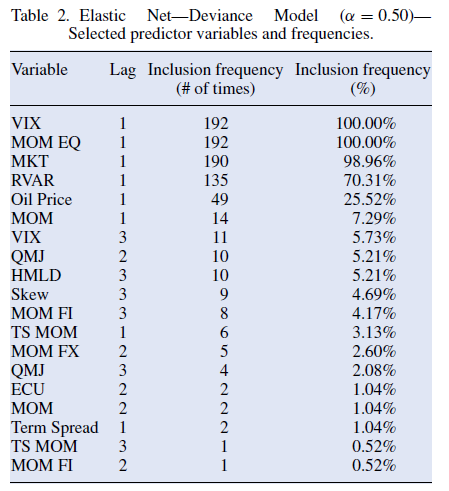 Table 2. Elastic Net—Deviance Model (α = 0.50)—
Selected predictor variables and frequencies.
Variable Lag Inclusion frequency Inclusion frequency
(# of times) (%)
VIX 1 192 100.00%
MOM EQ 1 192 100.00%
MKT 1 190 98.96%
RVAR 1 135 70.31%
Oil Price 1 49 25.52%
MOM 1 14 7.29%
VIX 3 11 5.73%
QMJ 2 10 5.21%
HMLD 3 10 5.21%
Skew 3 9 4.69%
MOM FI 3 8 4.17%
TS MOM 1 6 3.13%
MOM FX 2 5 2.60%
QMJ 3 4 2.08%
ECU 2 2 1.04%
MOM 2 2 1.04%
Term Spread 1 2 1.04%
TS MOM 3 1 0.52%
MOM FI 2 1 0.52%